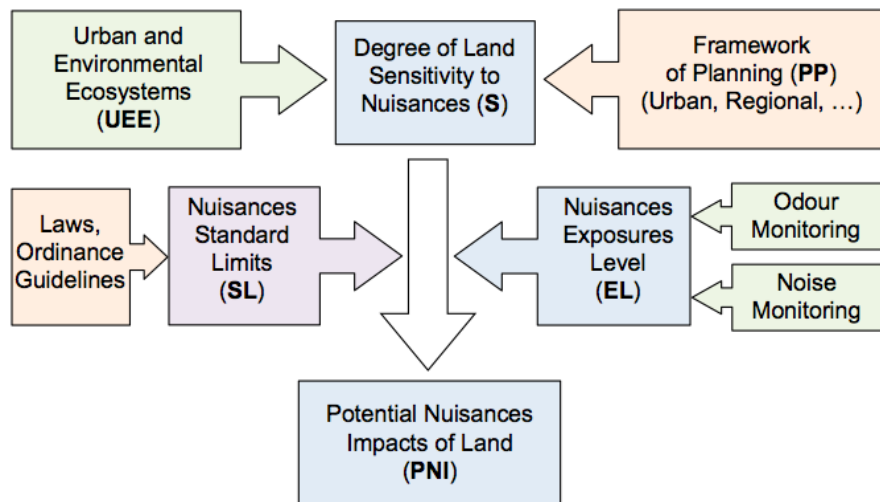 Urban and
Environmental
Ecosystems
(UEE)
Degree of Land
Sensitivity to
Nuisances (S)
Framework
of Planning (PP)
(Urban, Regional, …)
Laws,
Ordinance
Guidelines
Nuisances
Standard
Limits
(SL)
Nuisances
Exposures
Level
(EL)
Odour
Monitoring
Noise
Monitoring
Potential Nuisances
Impacts of Land
(PNI)